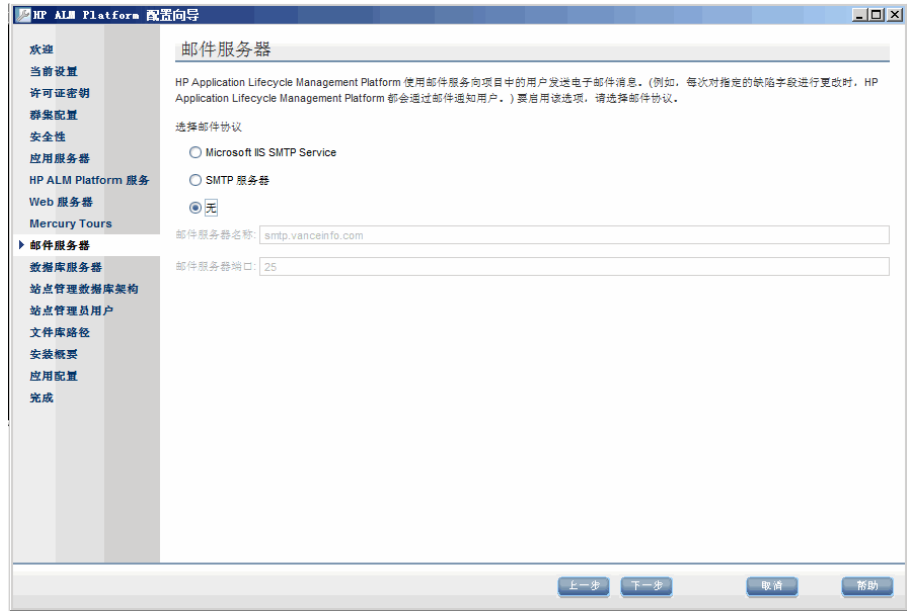 HP ALM Platform 配置向导
欢迎
当前设置
许可证密钥
群集配置
安全性
应用服务器
HP ALM Platform 服务
Web 服务器
Mercury Tours
邮件服务器
数据库服务器
站点管理数据库架构
站点管理员用户
文件库路径
安装概要
应用配置
完成
邮件服务器
HP Application Lifecycle Management Platform 使用邮件服务向项目中的用户发送电子邮件消息。(例如，每次对指定的缺陷字段进行更改时，HP
Application Lifecycle Management Platform 都会通过邮件通知用户。) 要启用该选项，请选择邮件协议。
选择邮件协议
Microsoft IIS SMTP Service
SMTP 服务器
无
邮件服务器名称: smtp.vanceinfo.com
邮件服务器端口: 25
上一步 下一步 取消 帮助